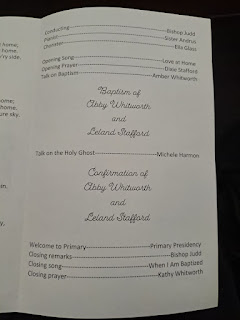 Conducting---Bishop Judd
Pianist---Sister Andrus
Chorister---Ella Glass
Opening Song---Love at Home
Opening Prayer---Dixie Stafford
Talk on Baptism---Amber Whitworth
Baptism of
Abby Whitworth
and
Leland Stafford
Talk on the Holy Ghost---Michele Harmon
Confirmation of
Abby Whitworth
and
Leland Stafford
Welcome to Primary---Primary Presidency
Closing remarks---Bishop Judd
Closing song---When I Am Baptized
Closing prayer---Kathy Whitworth
home.
home.
ry side.
home;
re sky.